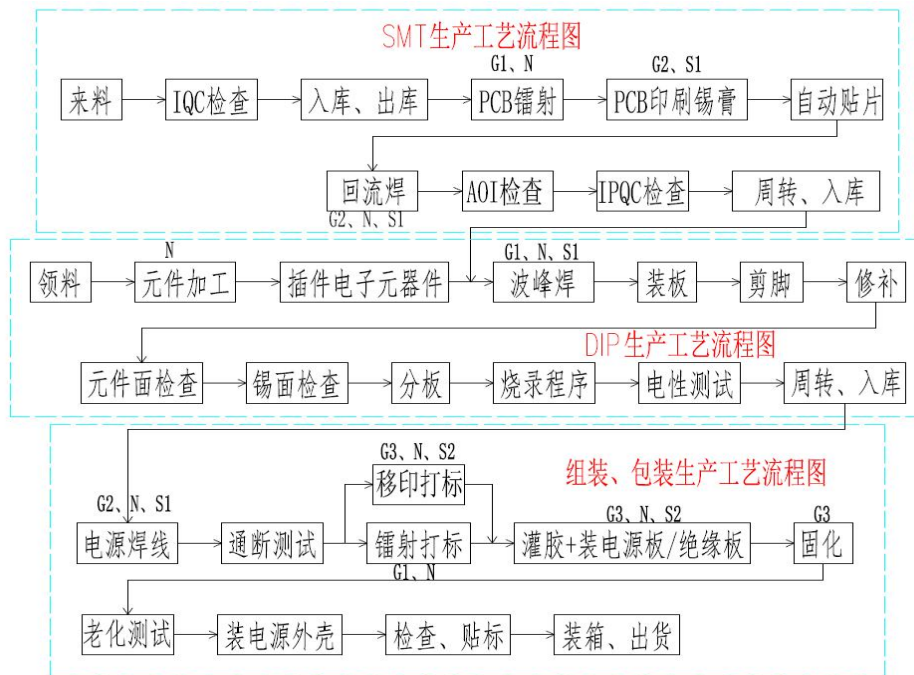 SMT生产工艺流程图
G1、N
G2、S1
来料
IQC检查
入库、出库
PCB镭射
PCB印刷锡膏
自动贴片
回流焊
AOI检查
IPQC检查
周转、入库
G2、N、S1
N
G1、N、S1
领料
元件加工
插件电子元器件
波峰焊
装板
剪脚
修补
DIP生产工艺流程图
元件面检查
锡面检查
分板
烧录程序
电性测试
周转、入库
G3、N、S2
组装、包装生产工艺流程图
移印打标
G2、N、S1
G3、N、S2
G3
电源焊线
通断测试
镭射打标
灌胶+装电源板/绝缘板
固化
G1、N
老化测试
装电源外壳
检查、贴标
装箱、出货